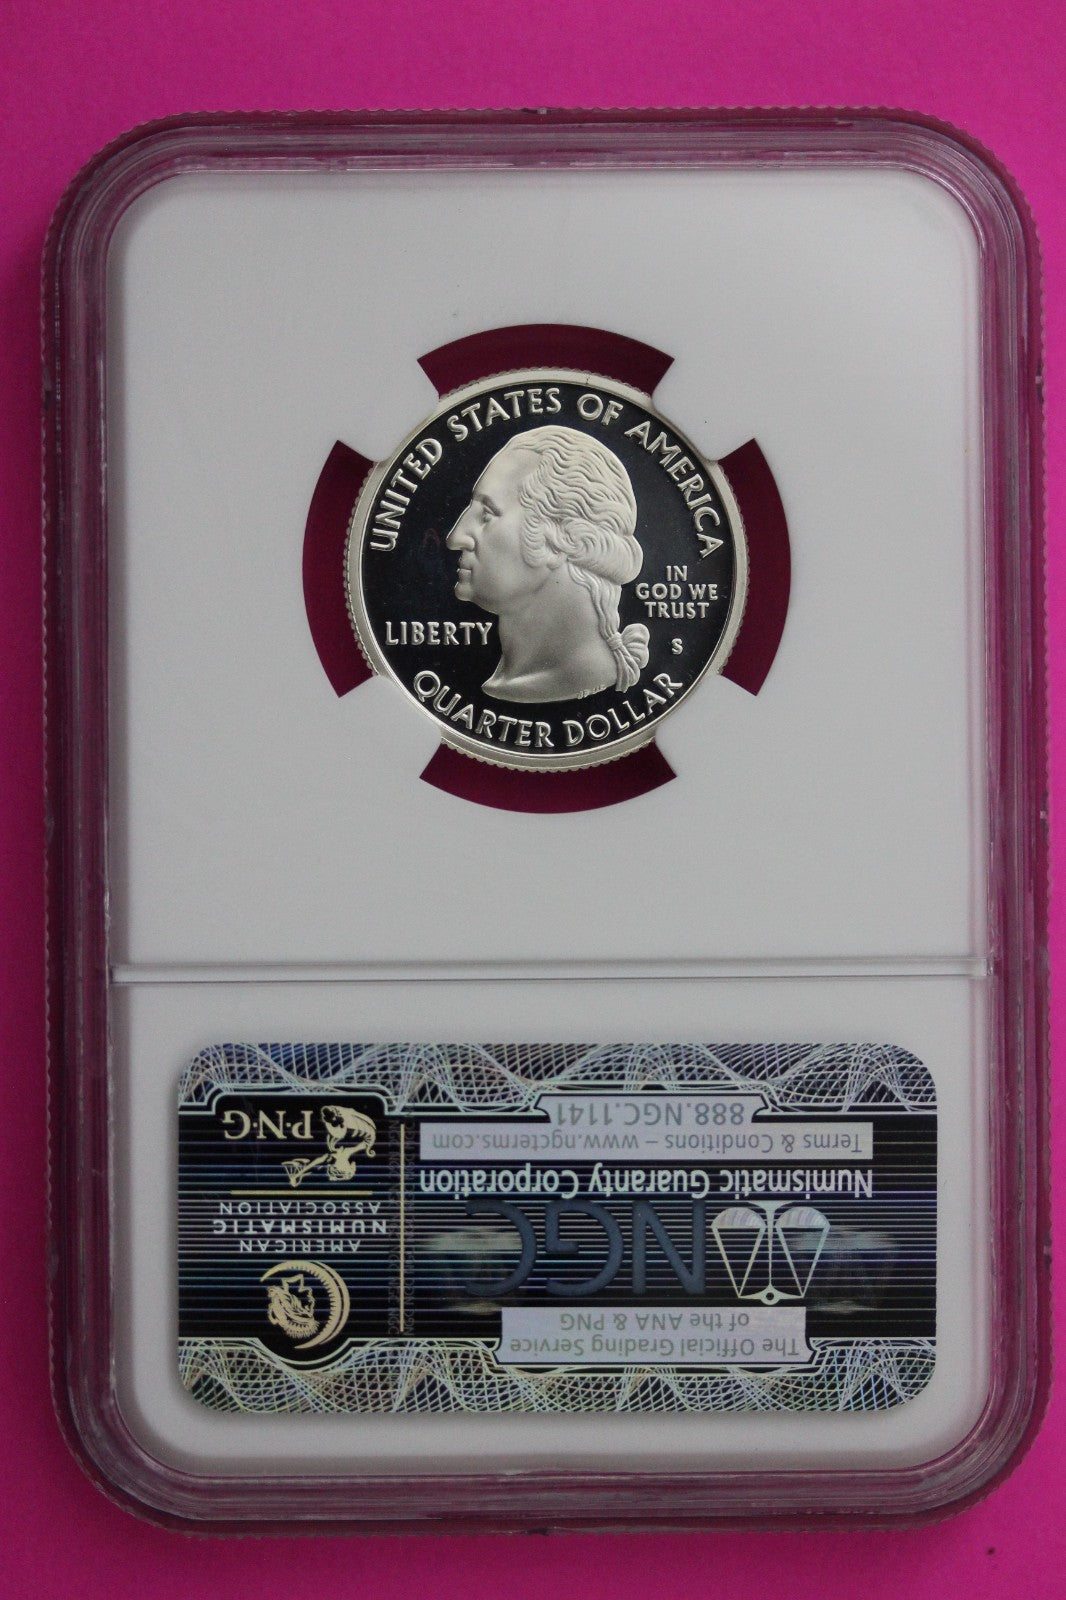 UNITED STATES OF AMERICA
LIBERTY
IN
GOD WE
TRUST
S
QUARTER DOLLAR
The Official Grading Service
of the ANA & PNG
NGC
Numismatic Guaranty Corporation
Terms & Conditions – www.ngcterms.com
888.NGC.1141
AMERICAN
NUMISMATIC
ASSOCIATION
P·N·G